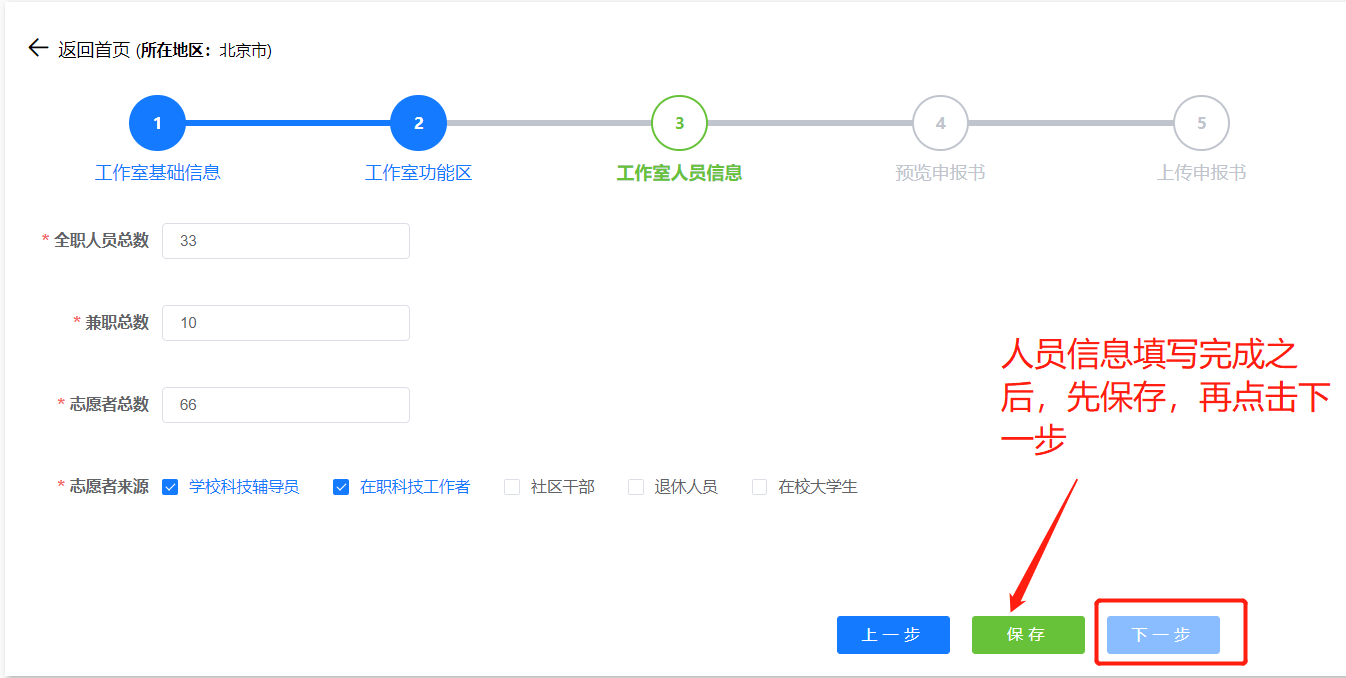 返回首页 (所在地区：北京市)
1
2
3
4
5
工作室基础信息
工作室功能区
工作室人员信息
预览申报书
上传申报书
* 全职人员总数 33
* 兼职总数 10
* 志愿者总数 66
* 志愿者来源 学校科技辅导员 在职科技工作者 社区干部 退休人员 在校大学生
人员信息填写完成之
后，先保存，再点击下
一步
上一步 保存 下一步